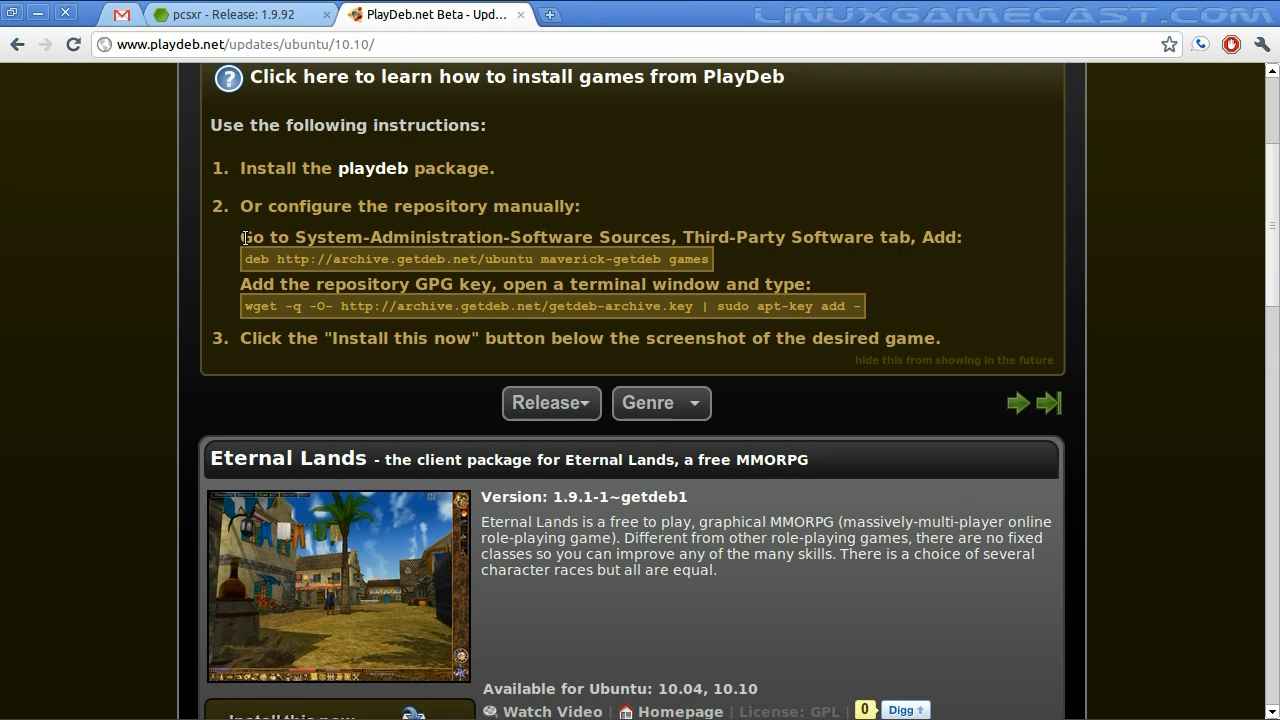 pcsxr - Release: 1.9.92
PlayDeb.net Beta - Upd...
LINUXGAMECAST.COM
www.playdeb.net/updates/ubuntu/10.10/
Click here to learn how to install games from PlayDeb
Use the following instructions:
1. Install the playdeb package.
2. Or configure the repository manually:
Go to System-Administration-Software Sources, Third-Party Software tab, Add:
deb http://archive.getdeb.net/ubuntu maverick-getdeb games
Add the repository GPG key, open a terminal window and type:
wget -q -O- http://archive.getdeb.net/getdeb-archive.key | sudo apt-key add -
3. Click the "Install this now" button below the screenshot of the desired game.
hide this from showing in the future
Release
Genre
Eternal Lands - the client package for Eternal Lands, a free MMORPG
Version: 1.9.1-1~getdeb1
Eternal Lands is a free to play, graphical MMORPG (massively-multi-player online
role-playing game). Different from other role-playing games, there are no fixed
classes so you can improve any of the many skills. There is a choice of several
character races but all are equal.
Available for Ubuntu: 10.04, 10.10
Install this now
Watch Video | Homepage | License: GPL | 0 Digg